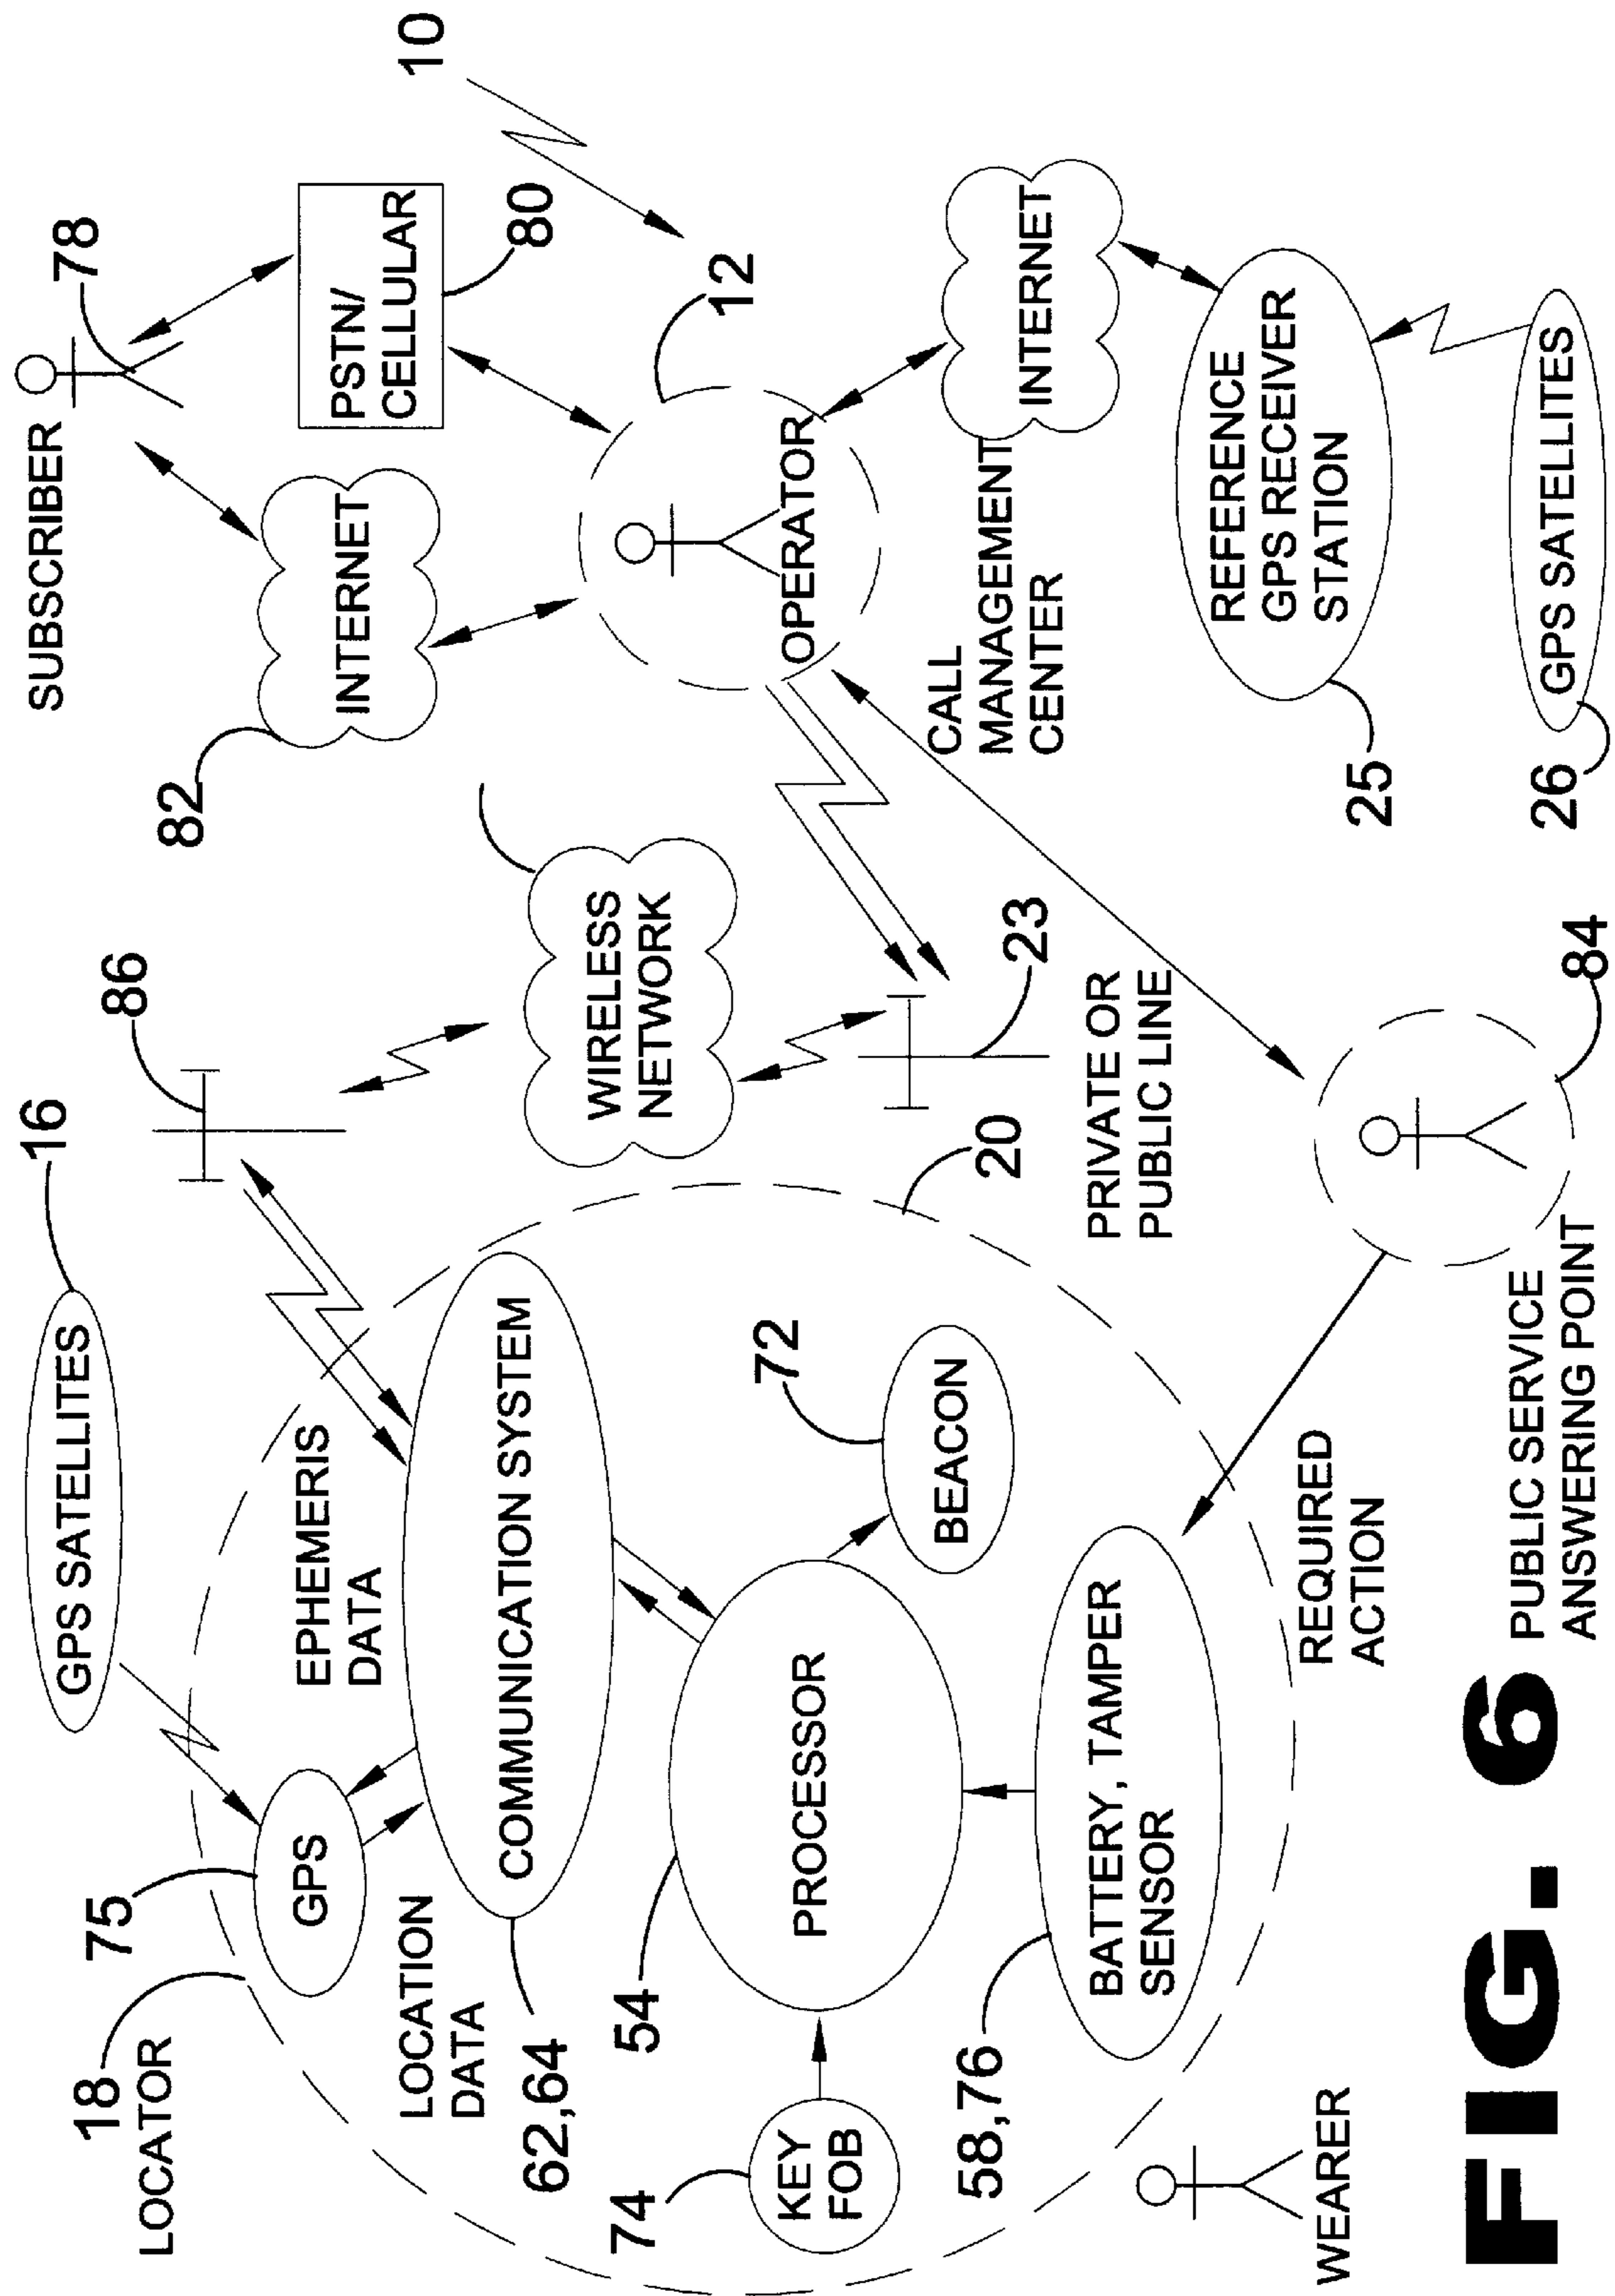 GPS SATELLITES
16
86
82
SUBSCRIBER
78
10
18
LOCATOR
75
GPS
EPHEMERIS
DATA
INTERNET
PSTN/
CELLULAR
80
LOCATION
DATA
COMMUNICATION SYSTEM
62,64
WIRELESS
NETWORK
12
OPERATOR
54
PROCESSOR
72
BEACON
74
KEY
FOB
CALL
MANAGEMENT
CENTER
INTERNET
20
23
PRIVATE OR
PUBLIC LINE
58,76
BATTERY, TAMPER
SENSOR
REFERENCE
GPS RECEIVER
STATION
25
WEARER
REQUIRED
ACTION
84
26
GPS SATELLITES
FIG. 6
PUBLIC SERVICE
ANSWERING POINT